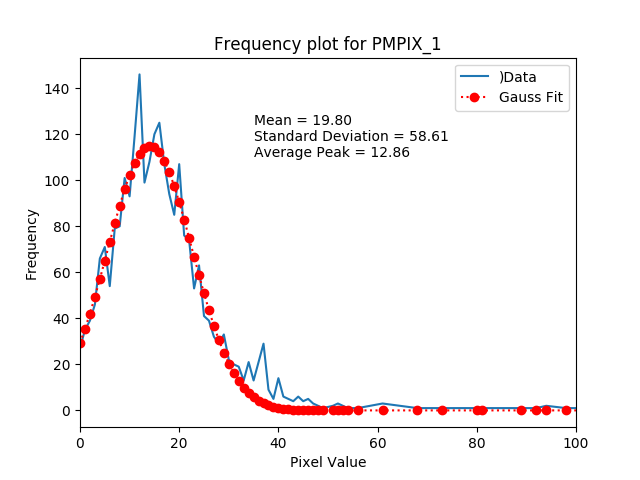 Frequency plot for PMPIX_1
)Data
Gauss Fit
Mean = 19.80
Standard Deviation = 58.61
Average Peak = 12.86
Frequency
140
120
100
80
60
40
20
0
0 20 40 60 80 100
Pixel Value